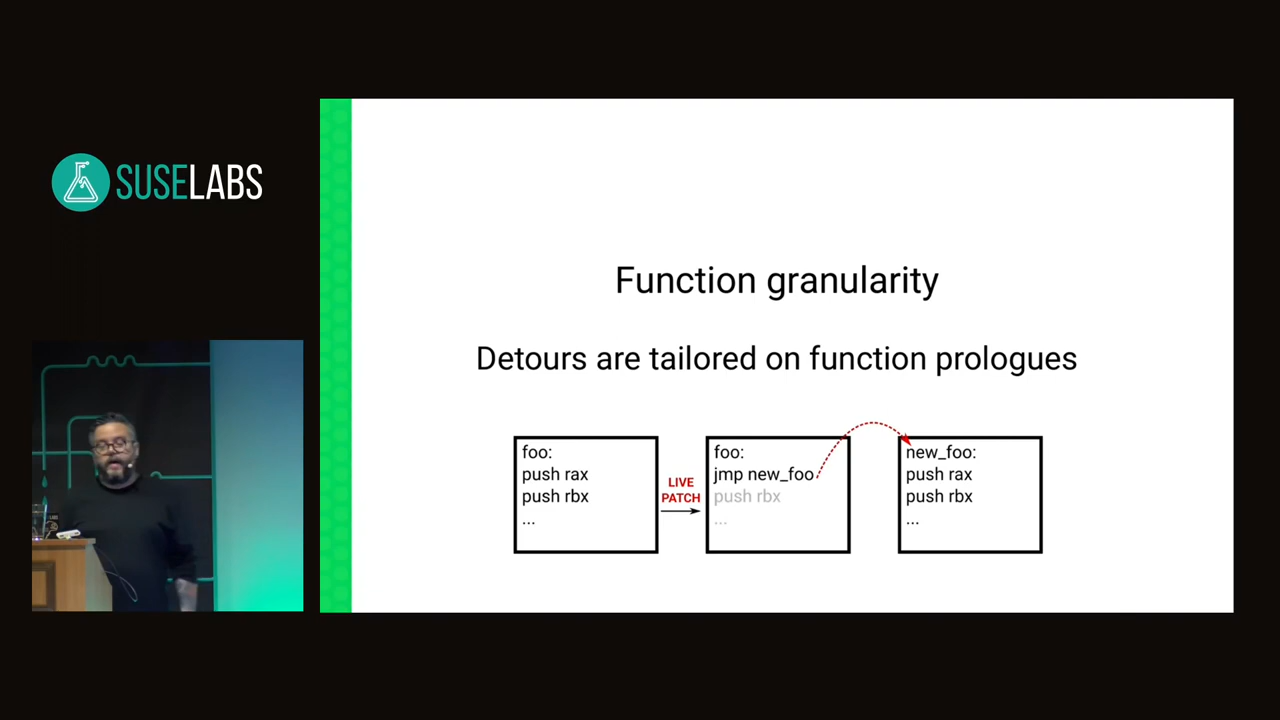 SUSELABS
Function granularity
Detours are tailored on function prologues
foo:
push rax
push rbx
...
LIVE
PATCH
foo:
jmp new_foo
push rbx
...
new_foo:
push rax
push rbx
...